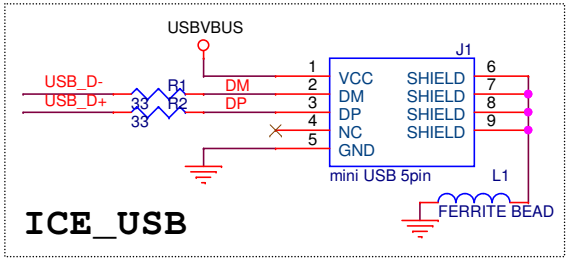 USBVBUS
J1
1 VCC SHIELD 6
USB_D- R1 DM 2 DM SHIELD 7
USB_D+ 33 R2 DP 3 DP SHIELD 8
33 4 NC SHIELD 9
5 GND
mini USB 5pin L1
FERRITE BEAD
ICE_USB